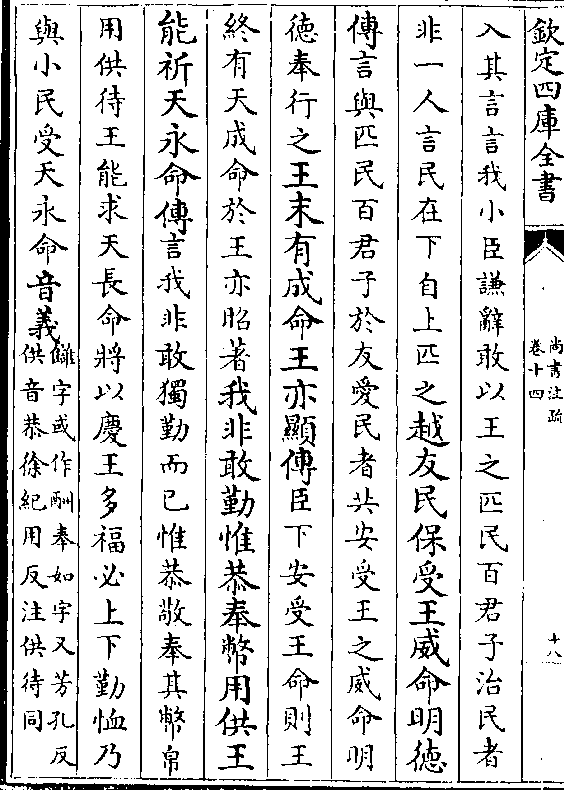 欽定四庫全書
尚書注疏
卷十四
十八
入其言言我小臣謙辭敢以王之匹民百君子治民者
非一人言民在下自上匹之越友民保受王威命明德
傳言與匹民百君子於友愛民者共安受王之威命明
德奉行之王末有成命王亦顯傳臣下安受王命則王
終有天成命於王亦昭著我非敢勤惟恭奉幣用供王
能祈天永命傳言我非敢獨勤而已惟恭敬奉其幣帛
用供待王能求天長命將以慶王多福必上下勤恤乃
與小民受天永命音義讎字或作酬奉如字又芳孔反
供音恭徐紀用反注供待同